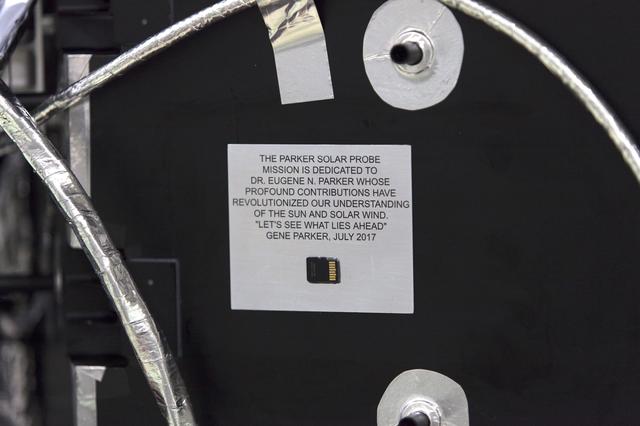 THE PARKER SOLAR PROBE
MISSION IS DEDICATED TO
DR. EUGENE N. PARKER WHOSE
PROFOUND CONTRIBUTIONS HAVE
REVOLUTIONIZED OUR UNDERSTANDING
OF THE SUN AND SOLAR WIND.
"LET'S SEE WHAT LIES AHEAD"
GENE PARKER, JULY 2017